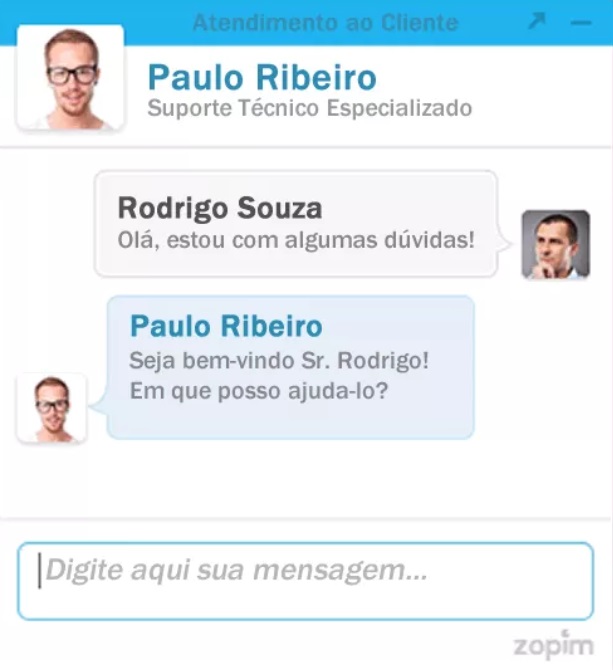 Atendimento ao Cliente
Paulo Ribeiro
Suporte Técnico Especializado
Rodrigo Souza
Olá, estou com algumas dúvidas!
Paulo Ribeiro
Seja bem-vindo Sr. Rodrigo!
Em que posso ajuda-lo?
Digite aqui sua mensagem...
zopim